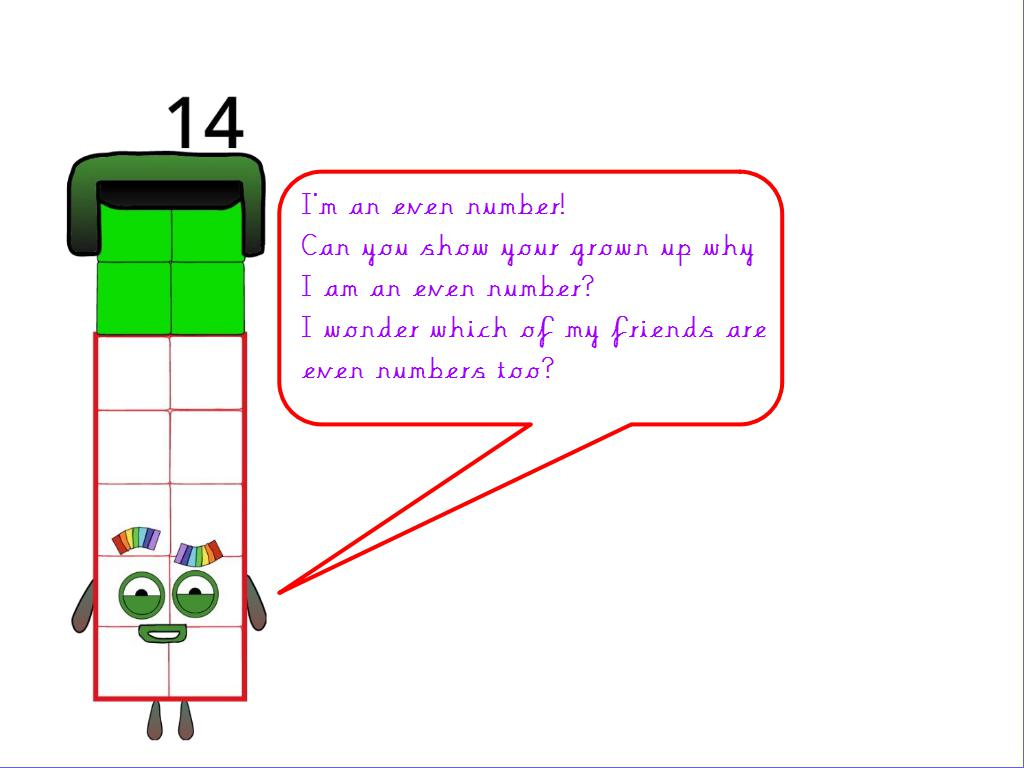 14
I'm an even number!
Can you show your grown up why
I am an even number?
I wonder which of my friends are
even numbers too?